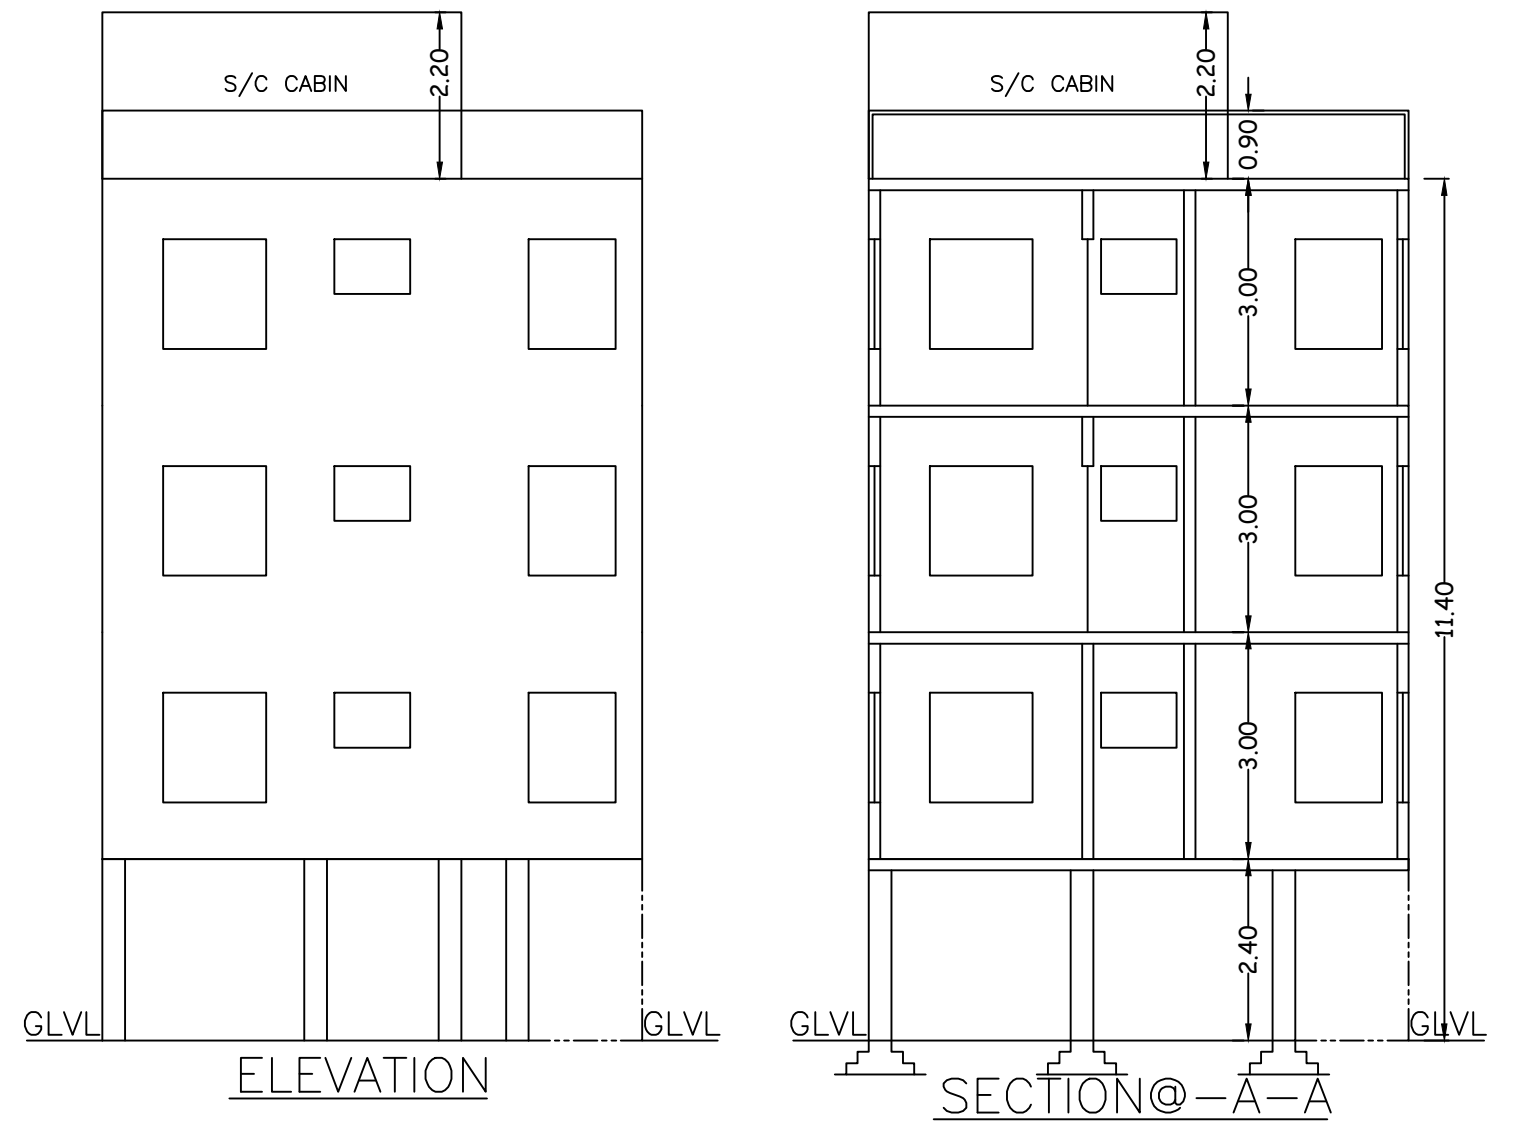 2.20
S/C CABIN
GLVL
GLVL
ELEVATION
2.20
S/C CABIN
0.90
3.00
3.00
3.00
11.40
2.40
GLVL
GLVL
SECTION@-A-A